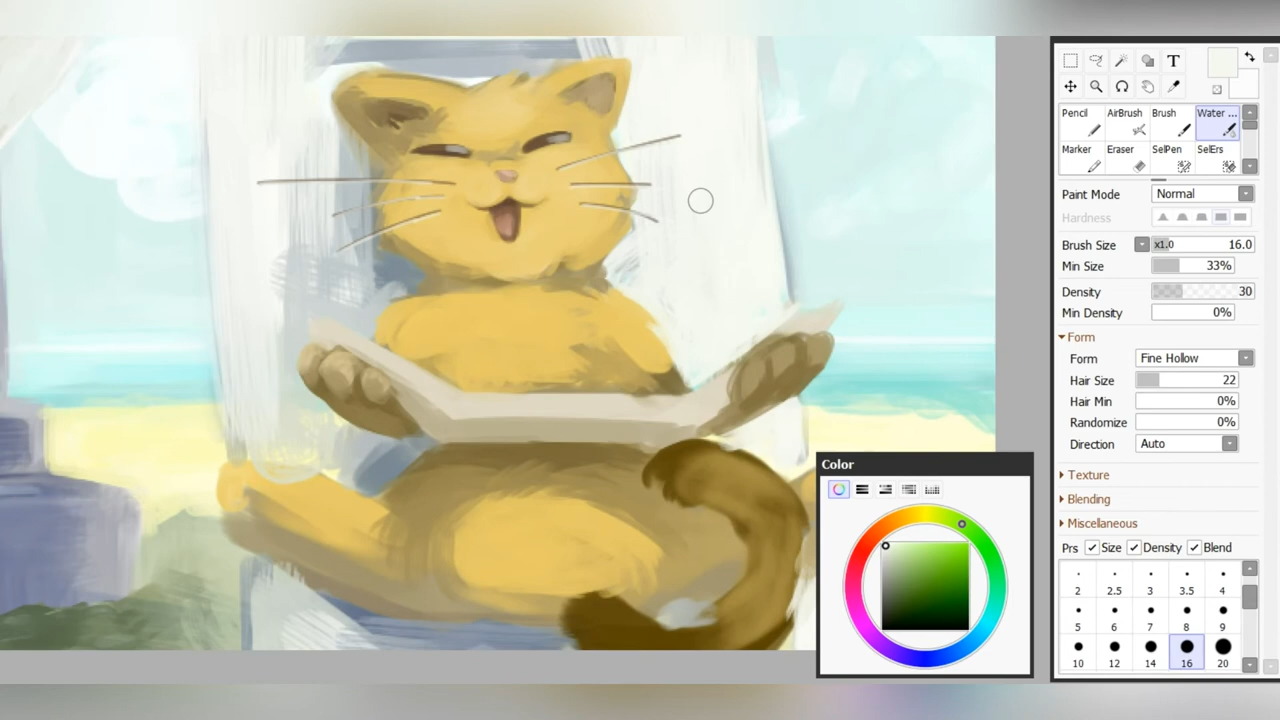 T
Pencil
AirBrush
Brush
Water ...
Marker
Eraser
SelPen
SelErs
Paint Mode
Normal
Hardness
Brush Size
x1.0
16.0
Min Size
33%
Density
30
Min Density
0%
Form
Form
Fine Hollow
Hair Size
22
Hair Min
0%
Randomize
0%
Direction
Auto
Texture
Blending
Miscellaneous
Prs Size Density Blend
2 2.5 3 3.5 4
5 6 7 8 9
10 12 14 16 20
Color